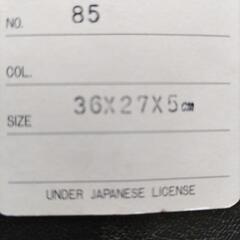 NO. 85
COL.
SIZE 36X27X5cm
UNDER JAPANESE LICENSE